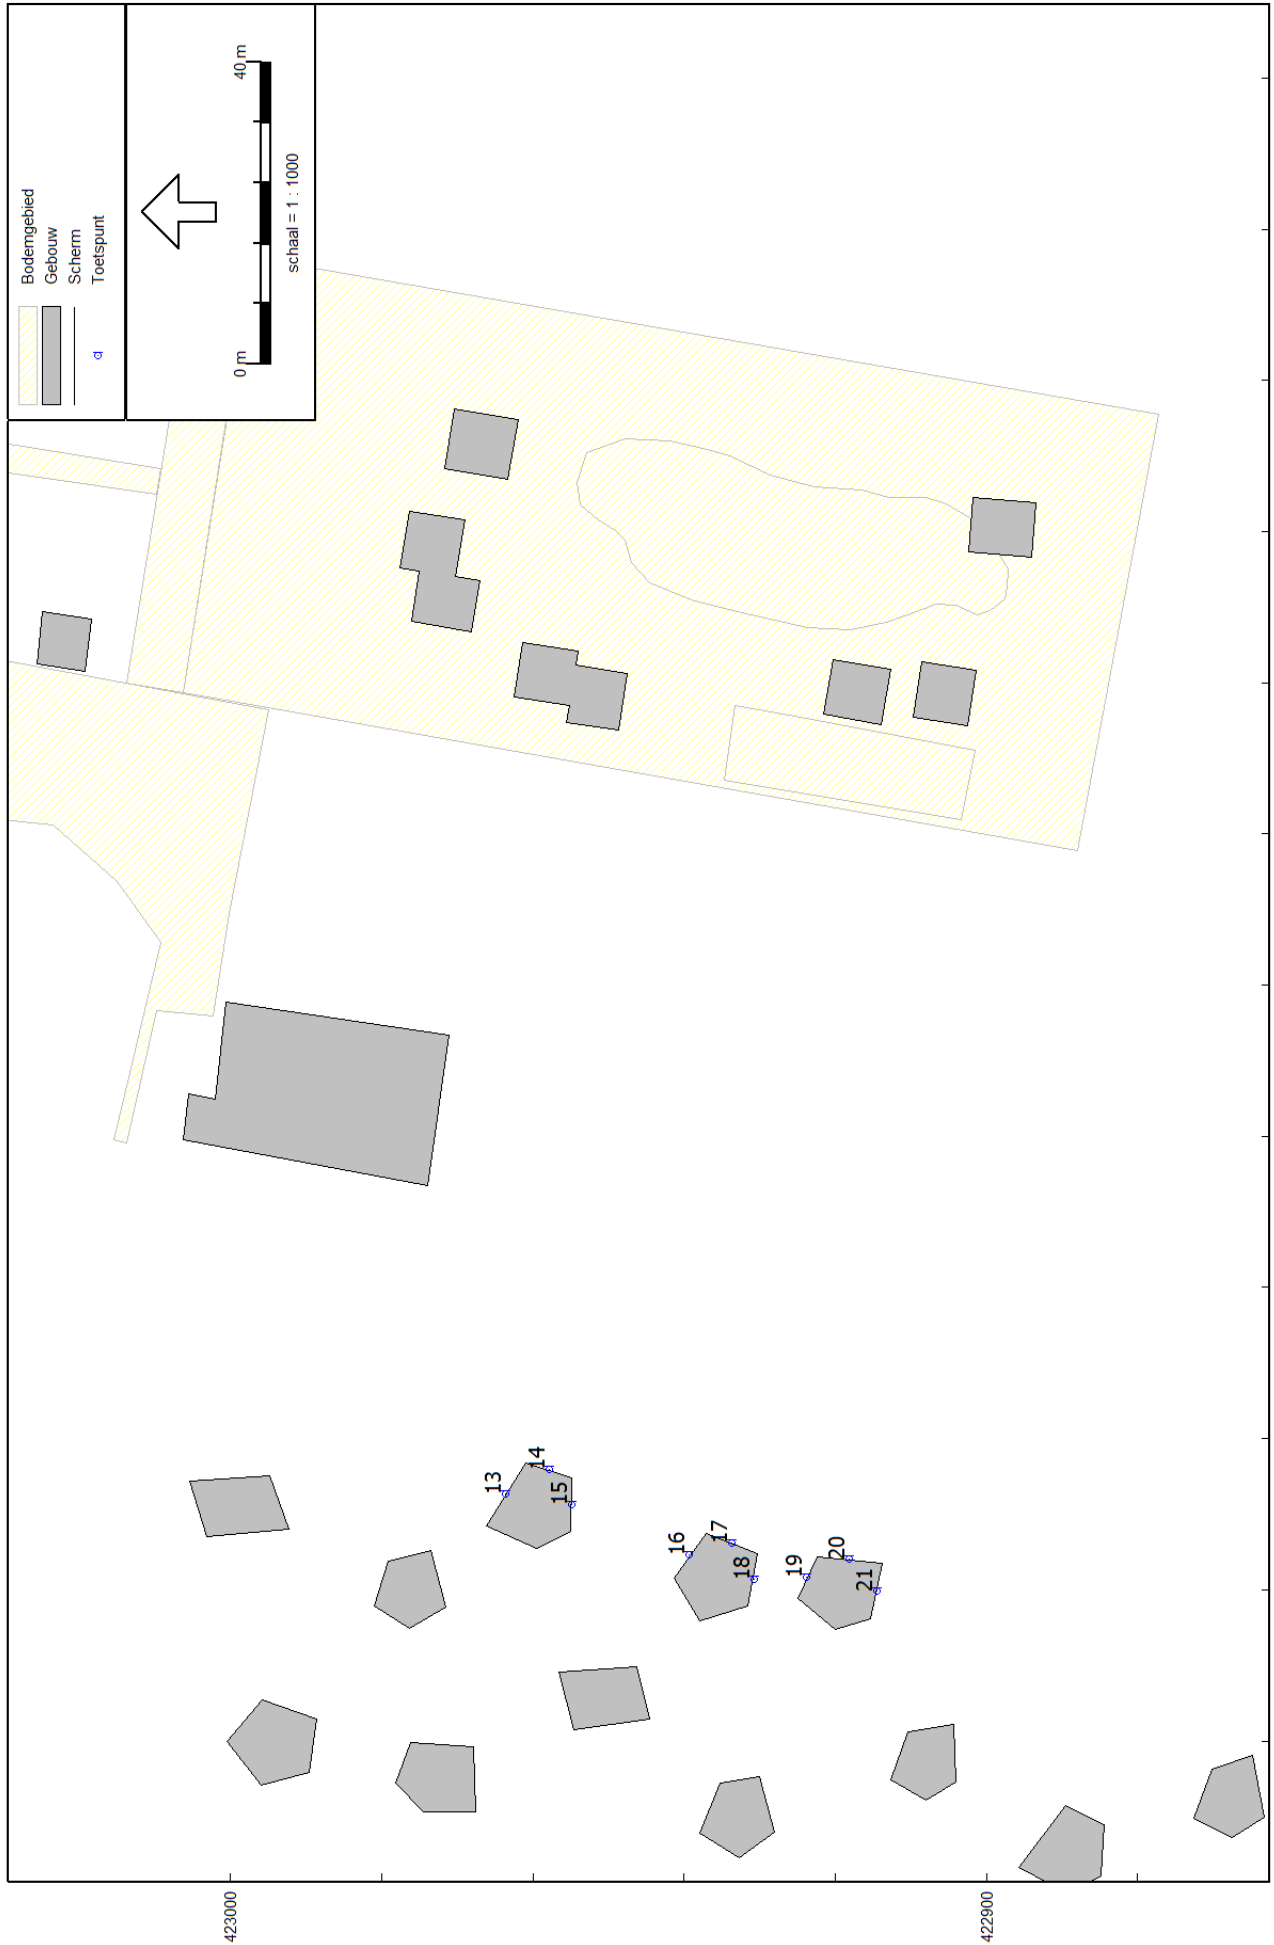 Bodemgebied
Gebouw
Scherm
Toetspunt
0 m
40 m
schaal = 1 : 1000
13
14
15
16
17
18
19
20
21
423000
422900